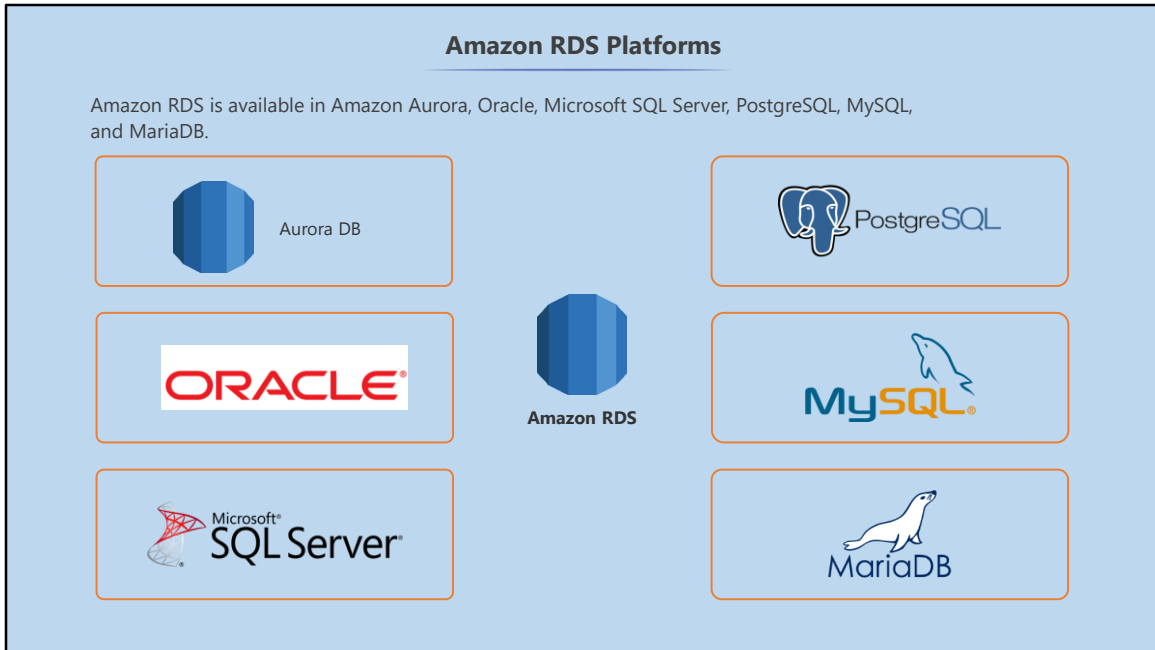 Amazon RDS Platforms
Amazon RDS is available in Amazon Aurora, Oracle, Microsoft SQL Server, PostgreSQL, MySQL,
and MariaDB.
Aurora DB
PostgreSQL
ORACLE®
Amazon RDS
MySQL®
Microsoft®
SQL Server®
MariaDB